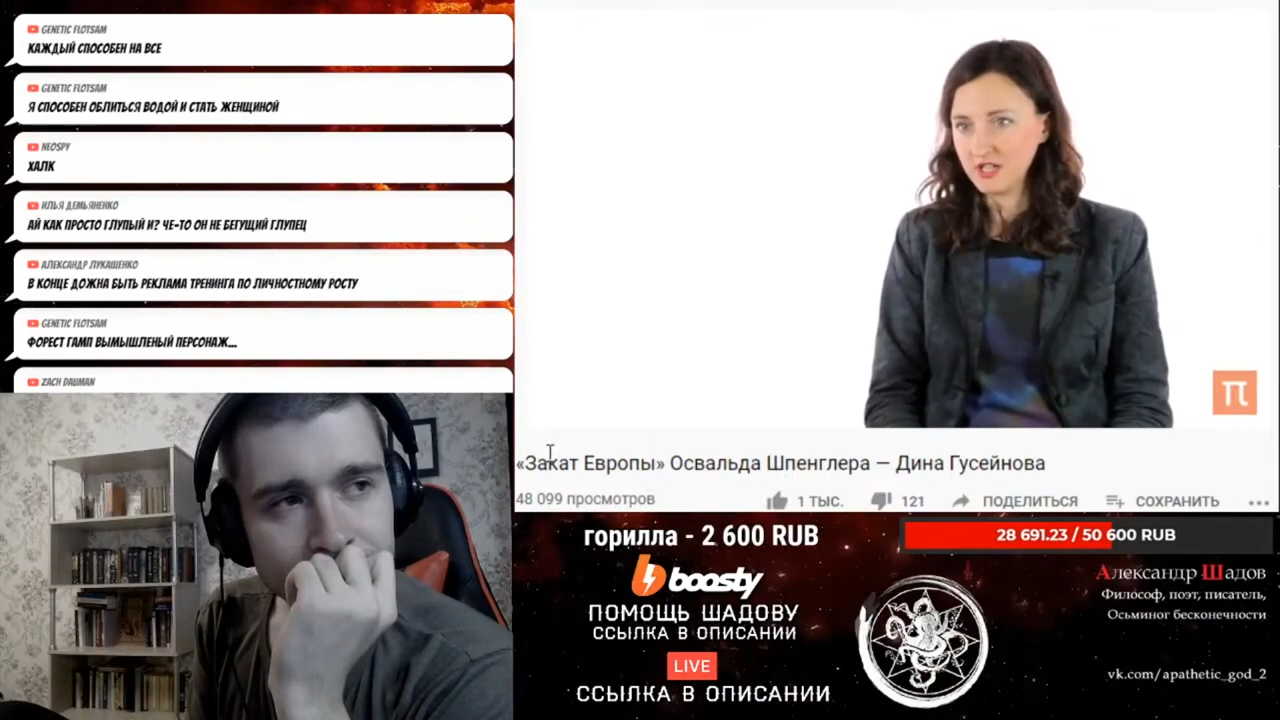 GENETIC FLOTSAM
КАЖДЫЙ СПОСОБЕН НА ВСЕ
GENETIC FLOTSAM
Я СПОСОБЕН ОБЛИТЬСЯ ВОДОЙ И СТАТЬ ЖЕНЩИНОЙ
NEOSPY
ХАЛК
ИЛЬЯ ДЕМЬЯНЕНКО
АЙ КАК ПРОСТО ГЛУПЫЙ И? ЧЕ-ТО ОН НЕ БЕГУЩИЙ ГЛУПЕЦ
АЛЕКСАНДР ЛУКАШЕНКО
В КОНЦЕ ДОЖНА БЫТЬ РЕКЛАМА ТРЕНИНГА ПО ЛИЧНОСТНОМУ РОСТУ
GENETIC FLOTSAM
ФОРЕСТ ГАМП ВЫМЫШЛЕНЫЙ ПЕРСОНАЖ...
ZACH DAUMAN
π
«Закат Европы» Освальда Шпенглера — Дина Гусейнова
48 099 просмотров
1 ТЫС.
121
ПОДЕЛИТЬСЯ
СОХРАНИТЬ
горилла - 2 600 RUB
boosty
ПОМОЩЬ ШАДОВУ
ССЫЛКА В ОПИСАНИИ
LIVE
ССЫЛКА В ОПИСАНИИ
28 691.23 / 50 600 RUB
Александр Шадов
Философ, поэт, писатель,
Осьминог бесконечности
vk.com/apathetic_god_2